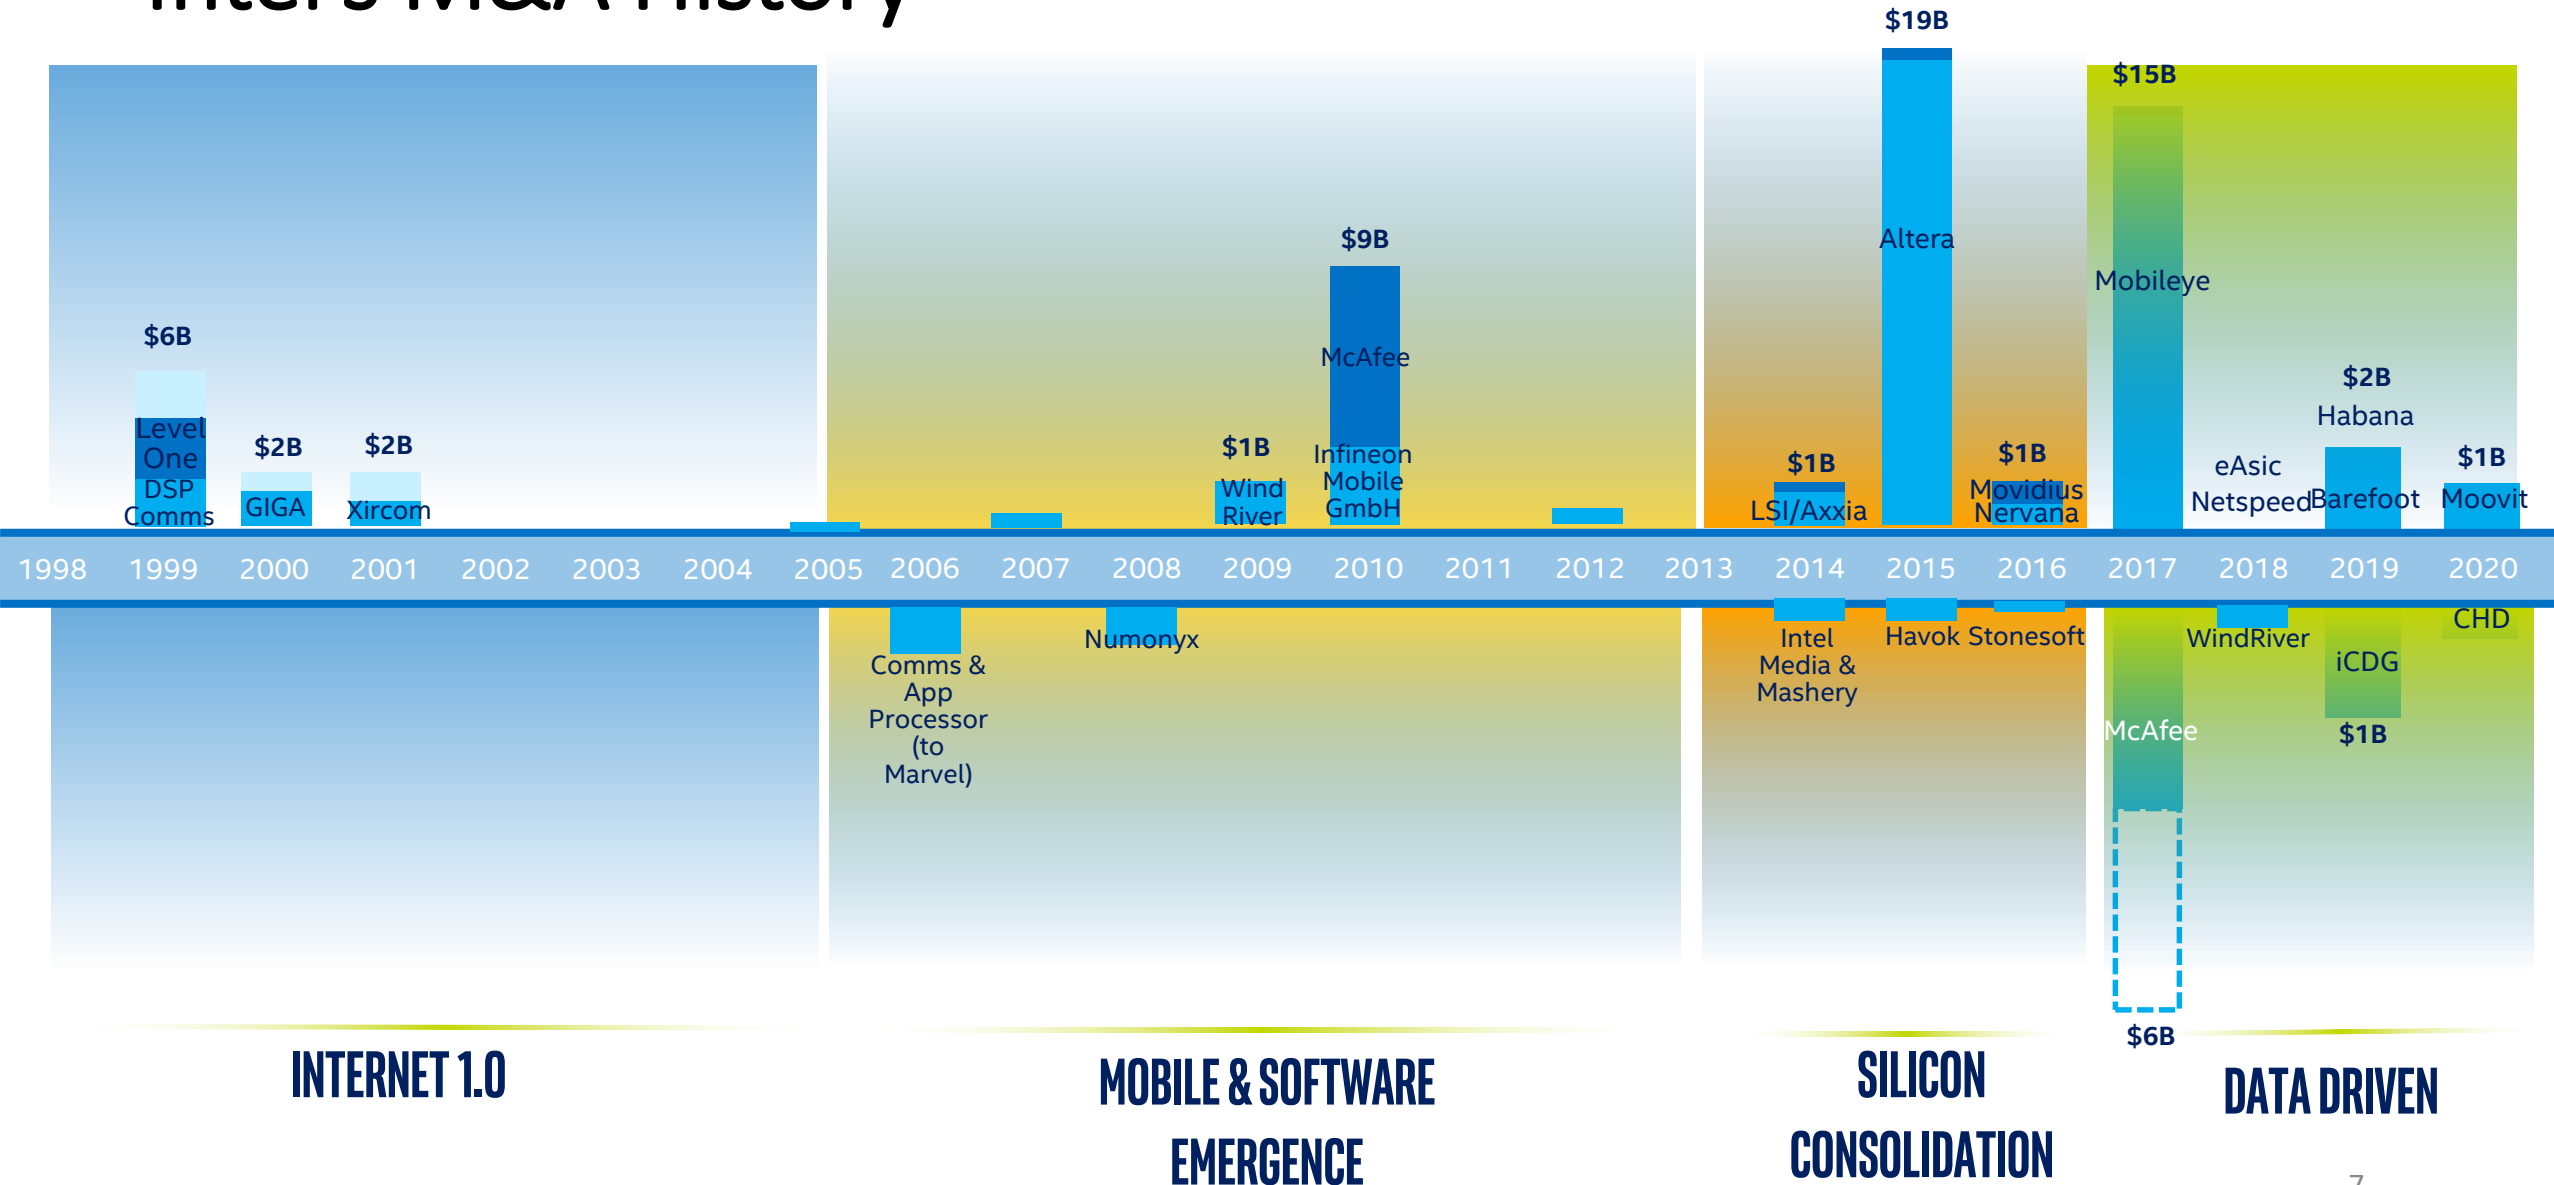 Intel's M&A History
$19B
$15B
$9B
$6B
$2B
$2B
$1B
$1B
$1B
$2B
$1B
Level
One
DSP
Comms
GIGA
Xircom
Wind
River
McAfee
Infineon
Mobile
GmbH
LSI/Axxia
Altera
Movidius
Nervana
Mobileye
eAsic
Netspeed
Habana
Barefoot
Moovit
1998 1999 2000 2001 2002 2003 2004 2005 2006 2007 2008 2009 2010 2011 2012 2013 2014 2015 2016 2017 2018 2019 2020
Comms &
App
Processor
(to
Marvel)
Numonyx
Intel
Media &
Mashery
Havok
Stonesoft
McAfee
$6B
WindRiver
iCDG
$1B
CHD
INTERNET 1.0
MOBILE & SOFTWARE
EMERGENCE
SILICON
CONSOLIDATION
DATA DRIVEN
7